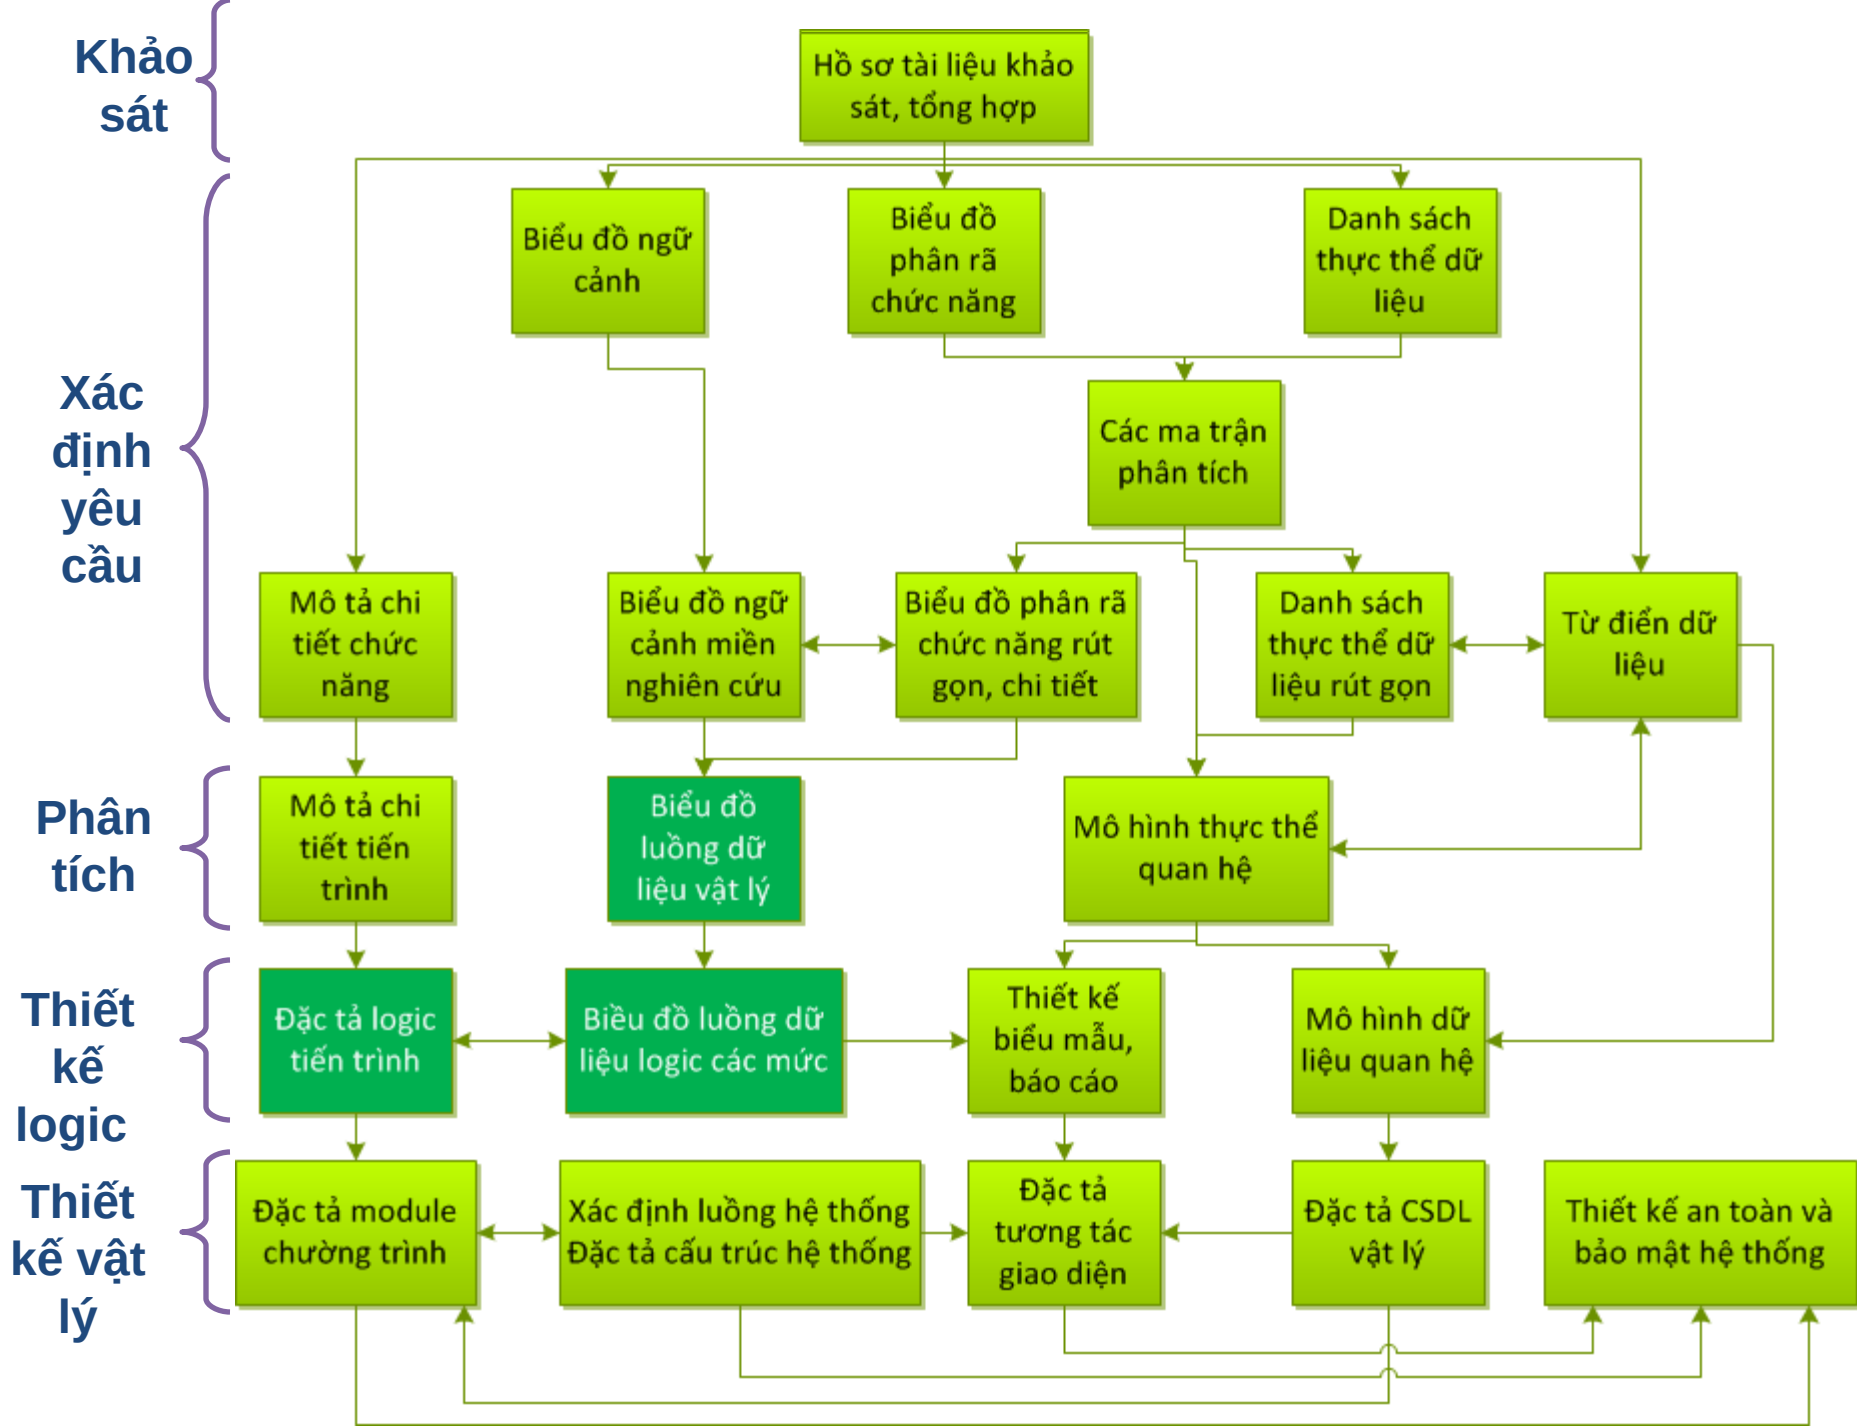 Khảo
sát
Hồ sơ tài liệu khảo
sát, tổng hợp
Xác
định
yêu
cầu
Biểu đồ ngữ
cảnh
Biểu đồ
phân rã
chức năng
Danh sách
thực thể dữ
liệu
Các ma trận
phân tích
Mô tả chi
tiết chức
năng
Biểu đồ ngữ
cảnh miền
nghiên cứu
Biểu đồ phân rã
chức năng rút
gọn, chi tiết
Danh sách
thực thể dữ
liệu rút gọn
Từ điển dữ
liệu
Phân
tích
Mô tả chi
tiết tiến
trình
Biểu đồ
luồng dữ
liệu vật lý
Mô hình thực thể
quan hệ
Thiết
kế
logic
Đặc tả logic
tiến trình
Biều đồ luồng dữ
liệu logic các mức
Thiết kế
biểu mẫu,
báo cáo
Mô hình dữ
liệu quan hệ
Thiết
kế vật
lý
Đặc tả module
chường trình
Xác định luồng hệ thống
Đặc tả cấu trúc hệ thống
Đặc tả
tương tác
giao diện
Đặc tả CSDL
vật lý
Thiết kế an toàn và
bảo mật hệ thống